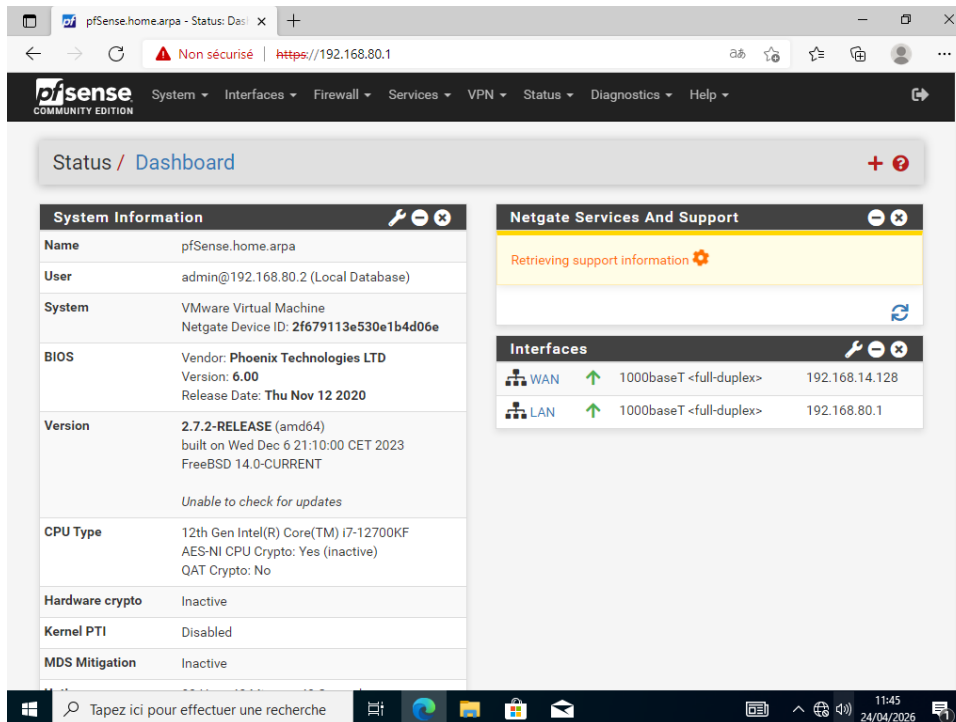 pfSense.home.arpa - Status: Das
Non sécurisé
https://192.168.80.1
pfsense
COMMUNITY EDITION
System
Interfaces
Firewall
Services
VPN
Status
Diagnostics
Help
Status / Dashboard
System Information
Name
pfSense.home.arpa
User
admin@192.168.80.2 (Local Database)
System
VMware Virtual Machine
Netgate Device ID: 2f679113e530e1b4d06e
BIOS
Vendor: Phoenix Technologies LTD
Version: 6.00
Release Date: Thu Nov 12 2020
Version
2.7.2-RELEASE (amd64)
built on Wed Dec 6 21:10:00 CET 2023
FreeBSD 14.0-CURRENT
Unable to check for updates
CPU Type
12th Gen Intel(R) Core(TM) i7-12700KF
AES-NI CPU Crypto: Yes (inactive)
QAT Crypto: No
Hardware crypto
Inactive
Kernel PTI
Disabled
MDS Mitigation
Inactive
Netgate Services And Support
Retrieving support information
Interfaces
WAN
1000baseT <full-duplex>
192.168.14.128
LAN
1000baseT <full-duplex>
192.168.80.1
Tapez ici pour effectuer une recherche
11:45
24/04/2026